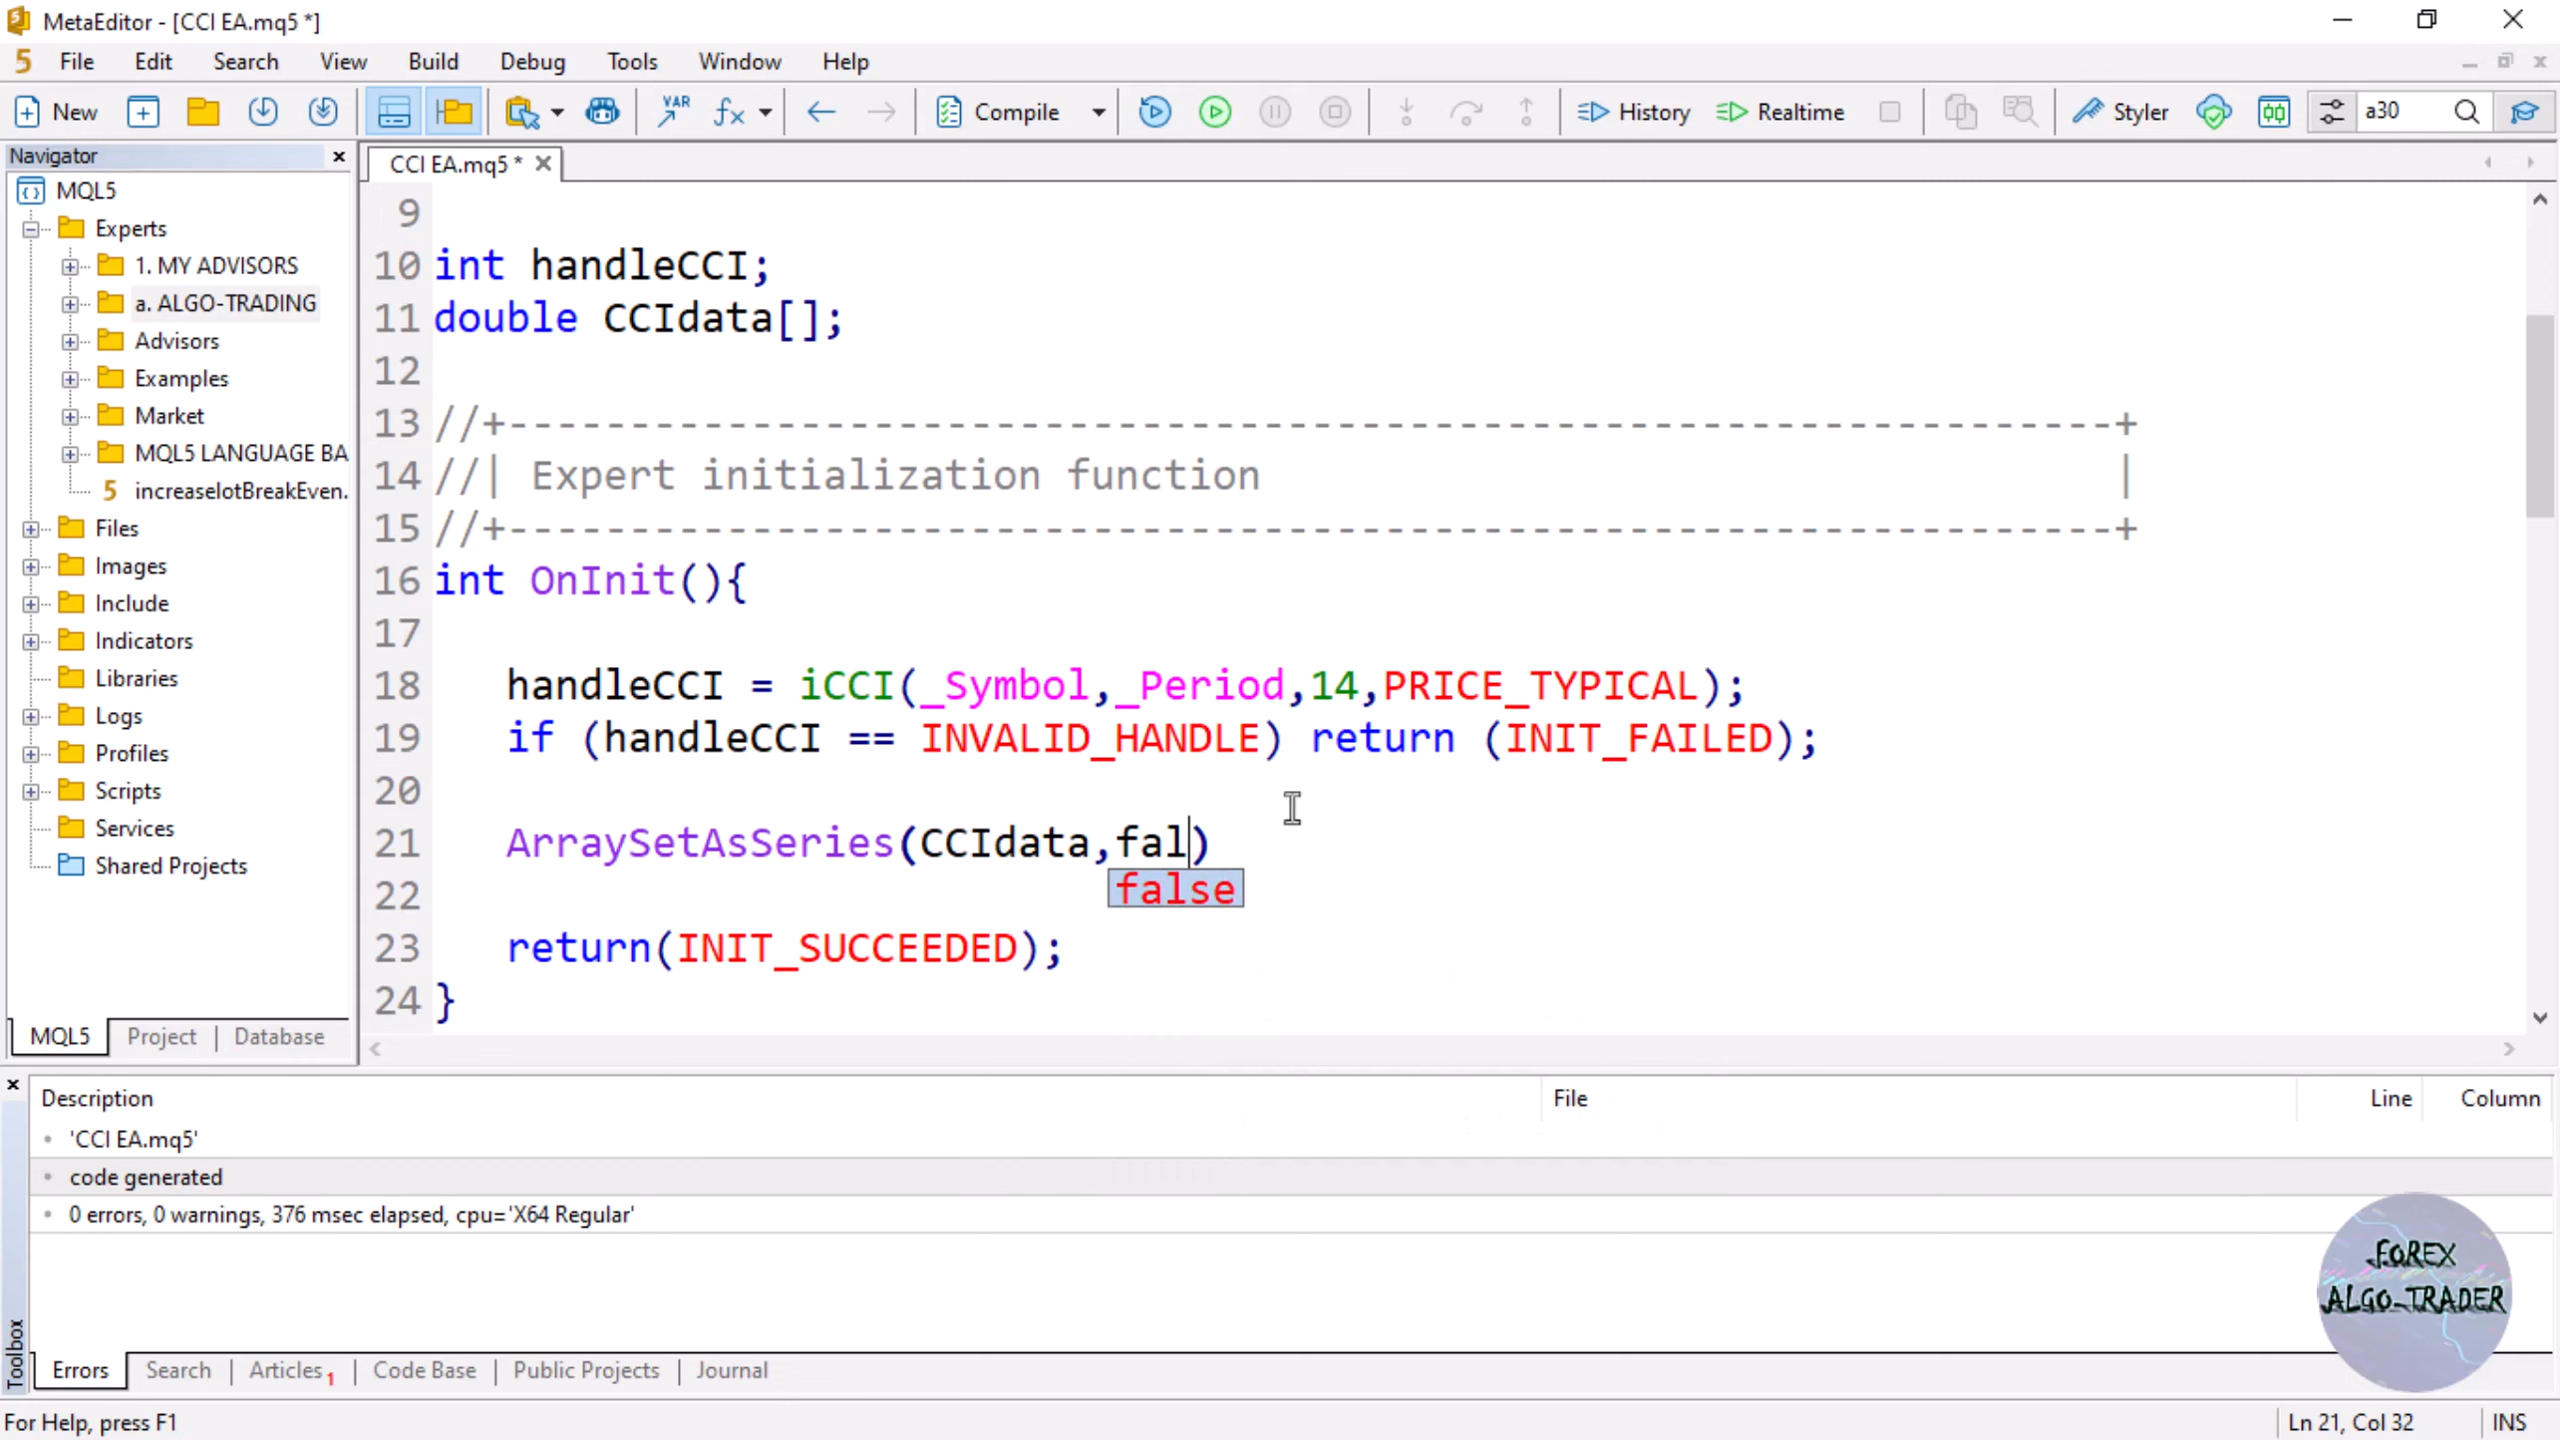 MetaEditor - [CCI EA.mq5 *]
5 File Edit Search View Build Debug Tools Window Help
New VAR fx Compile History Realtime Styler a30
Navigator
CCI EA.mq5 *
MQL5
Experts
1. MY ADVISORS
a. ALGO-TRADING
Advisors
Examples
Market
MQL5 LANGUAGE BA
5 increaselotBreakEven.
Files
Images
Include
Indicators
Libraries
Logs
Profiles
Scripts
Services
Shared Projects
MQL5 | Project | Database
9
10 int handleCCI;
11 double CCIdata[];
12
13 //+------------------------------------------------------------------+
14 //| Expert initialization function |
15 //+------------------------------------------------------------------+
16 int OnInit(){
17
18 handleCCI = iCCI(_Symbol,_Period,14,PRICE_TYPICAL);
19 if (handleCCI == INVALID_HANDLE) return (INIT_FAILED);
20
21 ArraySetAsSeries(CCIdata,fal)
false
22
23 return(INIT_SUCCEEDED);
24 }
Description File Line Column
'CCI EA.mq5'
code generated
0 errors, 0 warnings, 376 msec elapsed, cpu='X64 Regular'
FOREX
ALGO-TRADER
Toolbox
Errors | Search | Articles 1 | Code Base | Public Projects | Journal
For Help, press F1
Ln 21, Col 32 INS